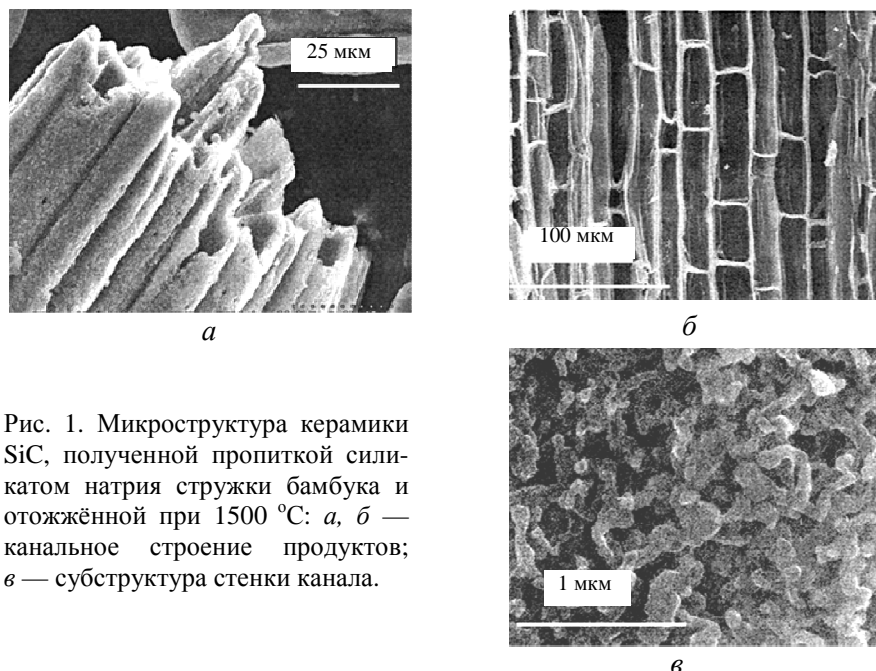 25 мкм
100 мкм
а
б
Рис. 1. Микроструктура керамики
SiC, полученной пропиткой сили-
катом натрия стружки бамбука и
отожжённой при 1500 °С: а, б —
канальное строение продуктов;
в — субструктура стенки канала.
1 мкм
в